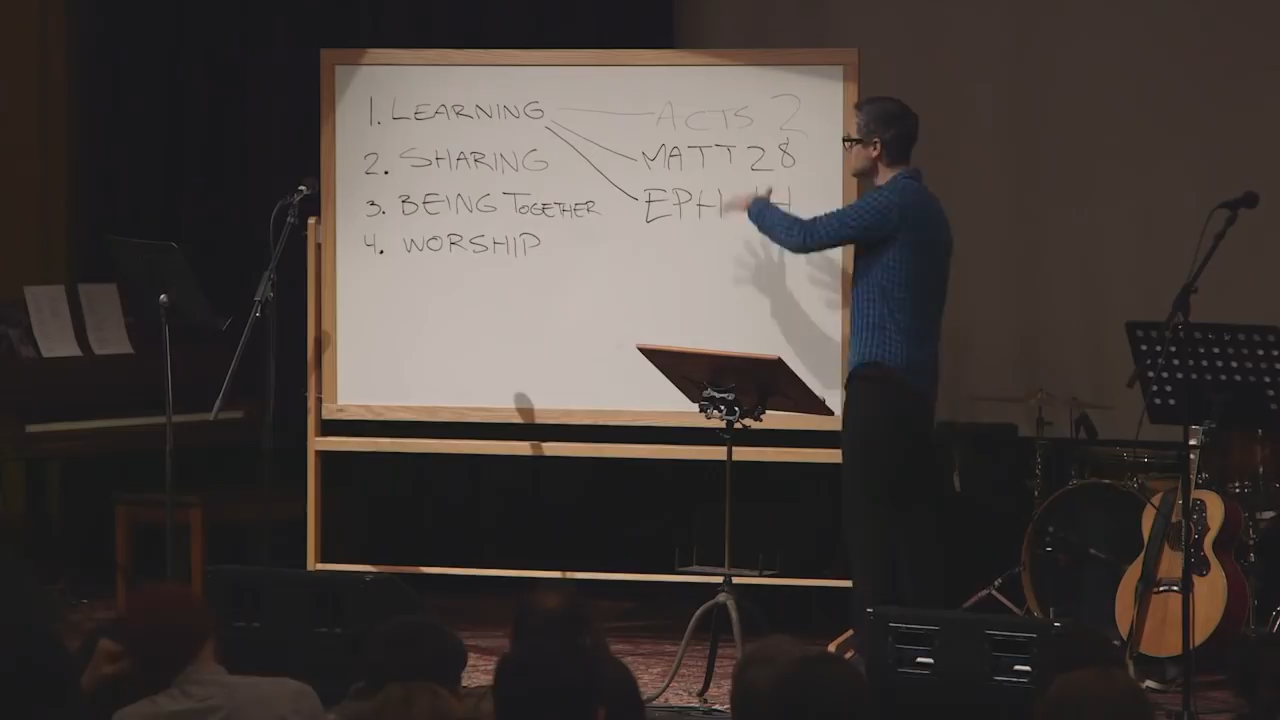 1. LEARNING ACTS 2
2. SHARING MATT 28
3. BEING TOGETHER EPH
4. WORSHIP